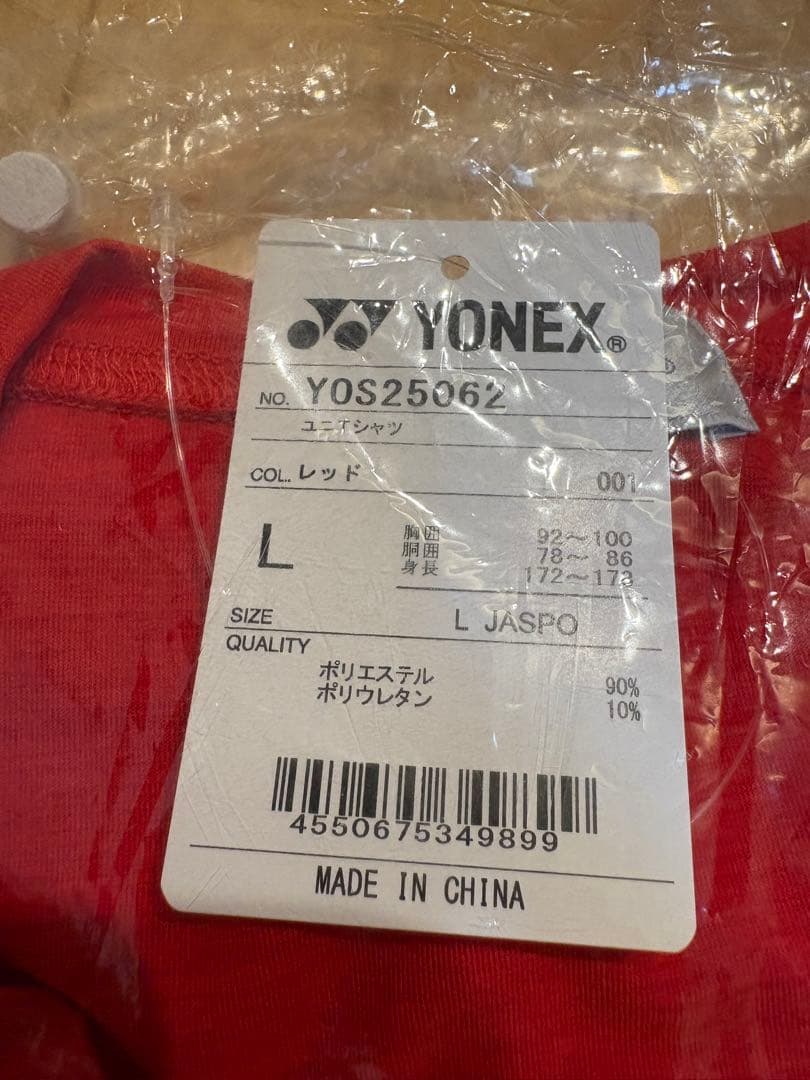 YONEX®
NO. YOS25062
ユニTシャツ
COL. レッド 001
L 胸囲 92～100
胴囲 78～ 86
身長 172～178
SIZE L JASPO
QUALITY
ポリエステル 90%
ポリウレタン 10%
4550675349899
MADE IN CHINA